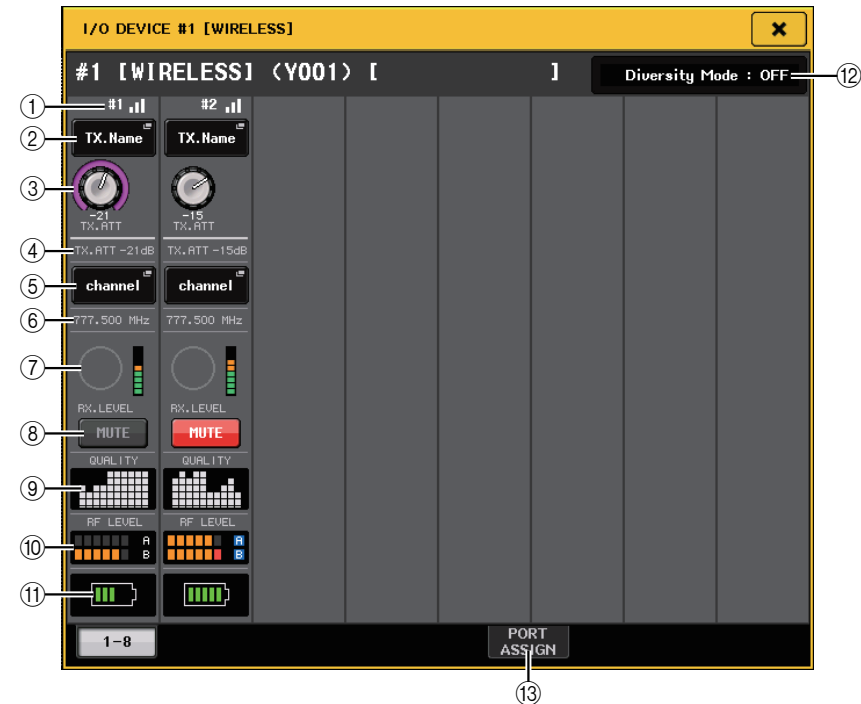 I/O DEVICE #1 [WIRELESS]
#1 [WIRELESS] (Y001) [ ]
Diversity Mode : OFF
⑫
① #1 #2
② TX.Name TX.Name
③
-21 -15
TX.ATT TX.ATT
④ TX.ATT -21dB TX.ATT -15dB
⑤ channel channel
⑥ 777.500 MHz 777.500 MHz
⑦
RX.LEVEL RX.LEVEL
⑧ MUTE MUTE
QUALITY QUALITY
⑨
RF LEVEL RF LEVEL
⑩ A A
B B
⑪
1-8
PORT
ASSIGN
⑬